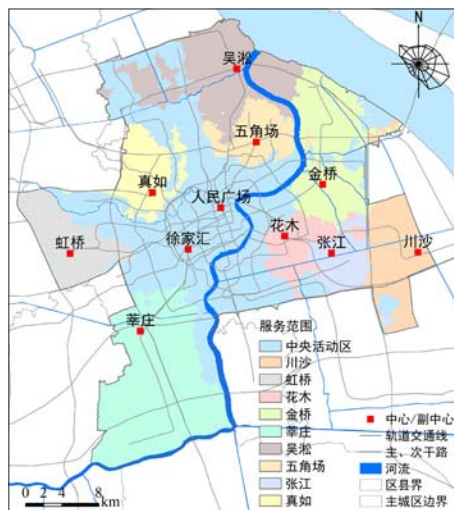 N
吴淞
五角场
真如
金桥
人民广场
花木
虹桥
徐家汇
张江
川沙
莘庄
服务范围
中央活动区
川沙
虹桥
花木
金桥
莘庄
吴淞
五角场
张江
真如
中心/副中心
轨道交通线
主、次干路
河流
区县界
主城区边界
0 2 4 8
km